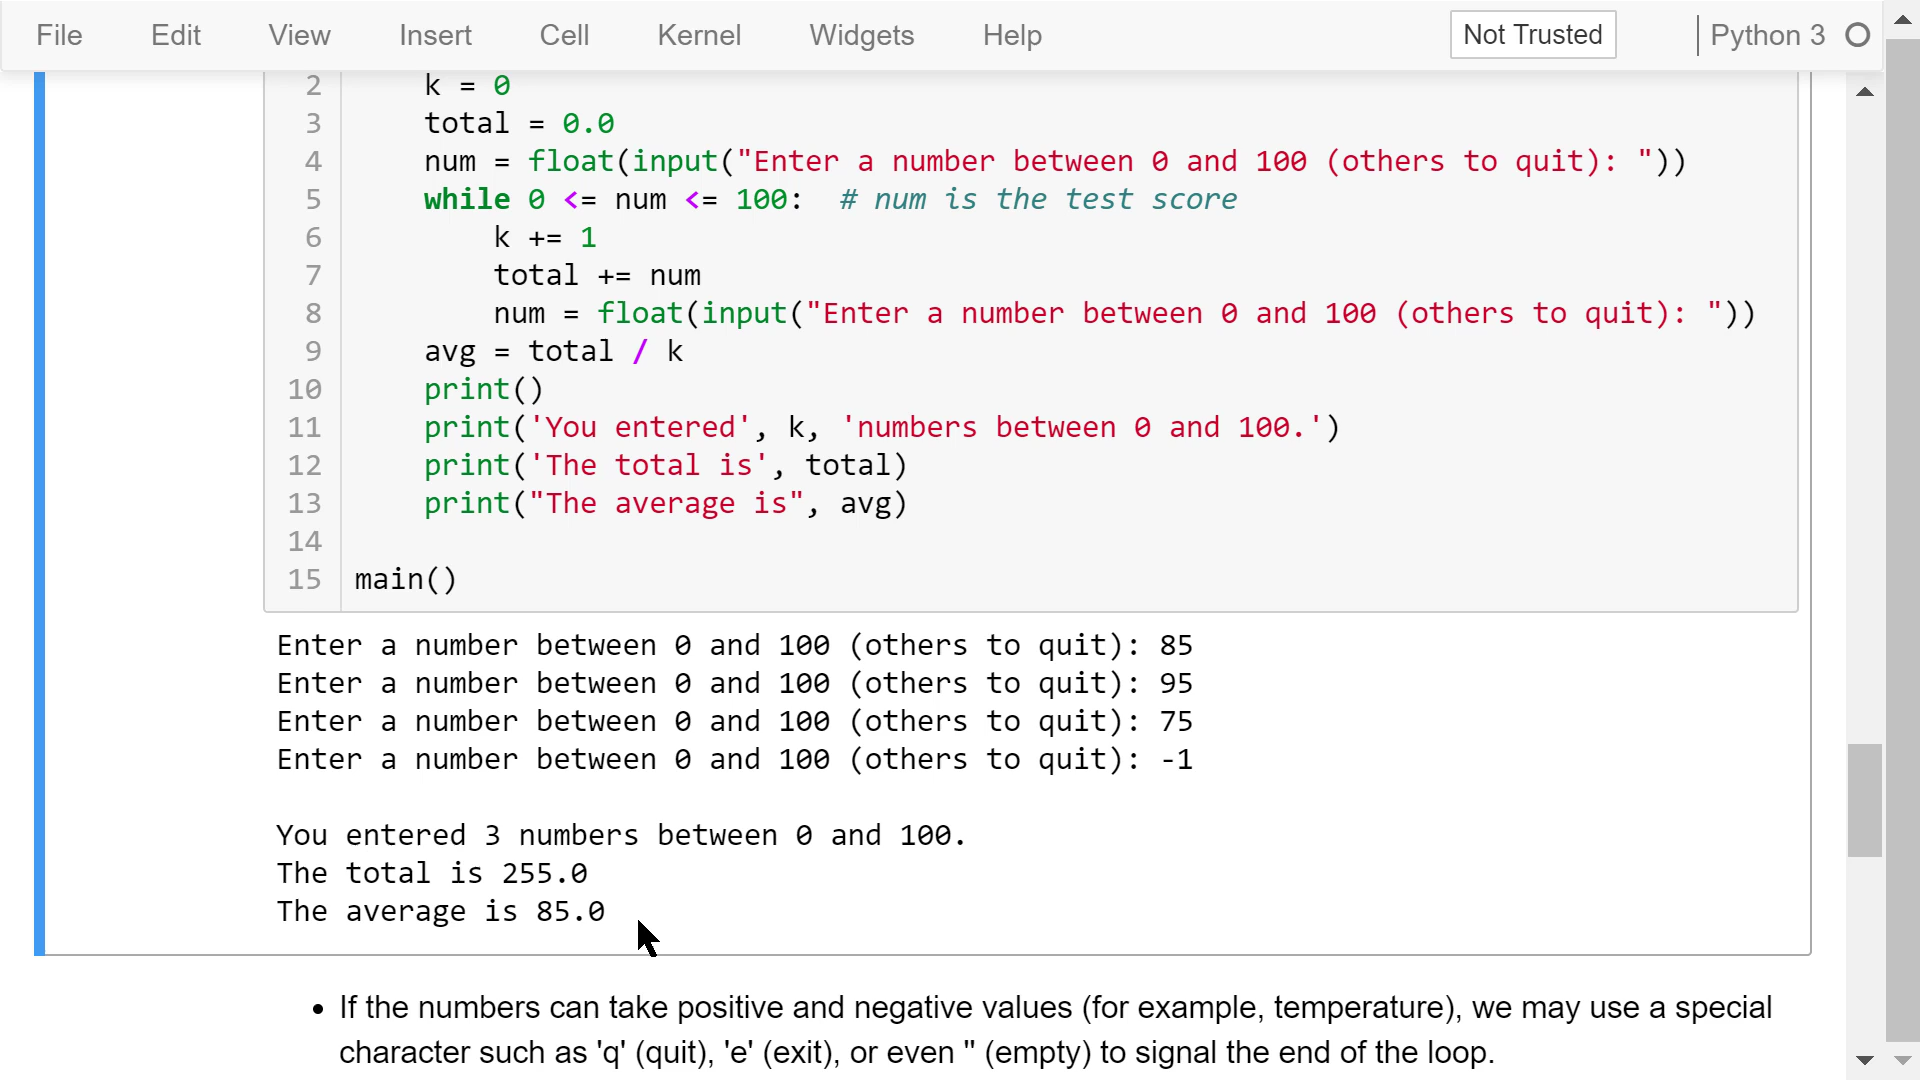 File Edit View Insert Cell Kernel Widgets Help Not Trusted Python 3
2 k = 0
3 total = 0.0
4 num = float(input("Enter a number between 0 and 100 (others to quit): "))
5 while 0 <= num <= 100:  # num is the test score
6 k += 1
7 total += num
8 num = float(input("Enter a number between 0 and 100 (others to quit): "))
9 avg = total / k
10 print()
11 print('You entered', k, 'numbers between 0 and 100.')
12 print('The total is', total)
13 print("The average is", avg)
14
15 main()
Enter a number between 0 and 100 (others to quit): 85
Enter a number between 0 and 100 (others to quit): 95
Enter a number between 0 and 100 (others to quit): 75
Enter a number between 0 and 100 (others to quit): -1
You entered 3 numbers between 0 and 100.
The total is 255.0
The average is 85.0
• If the numbers can take positive and negative values (for example, temperature), we may use a special
character such as 'q' (quit), 'e' (exit), or even '' (empty) to signal the end of the loop.